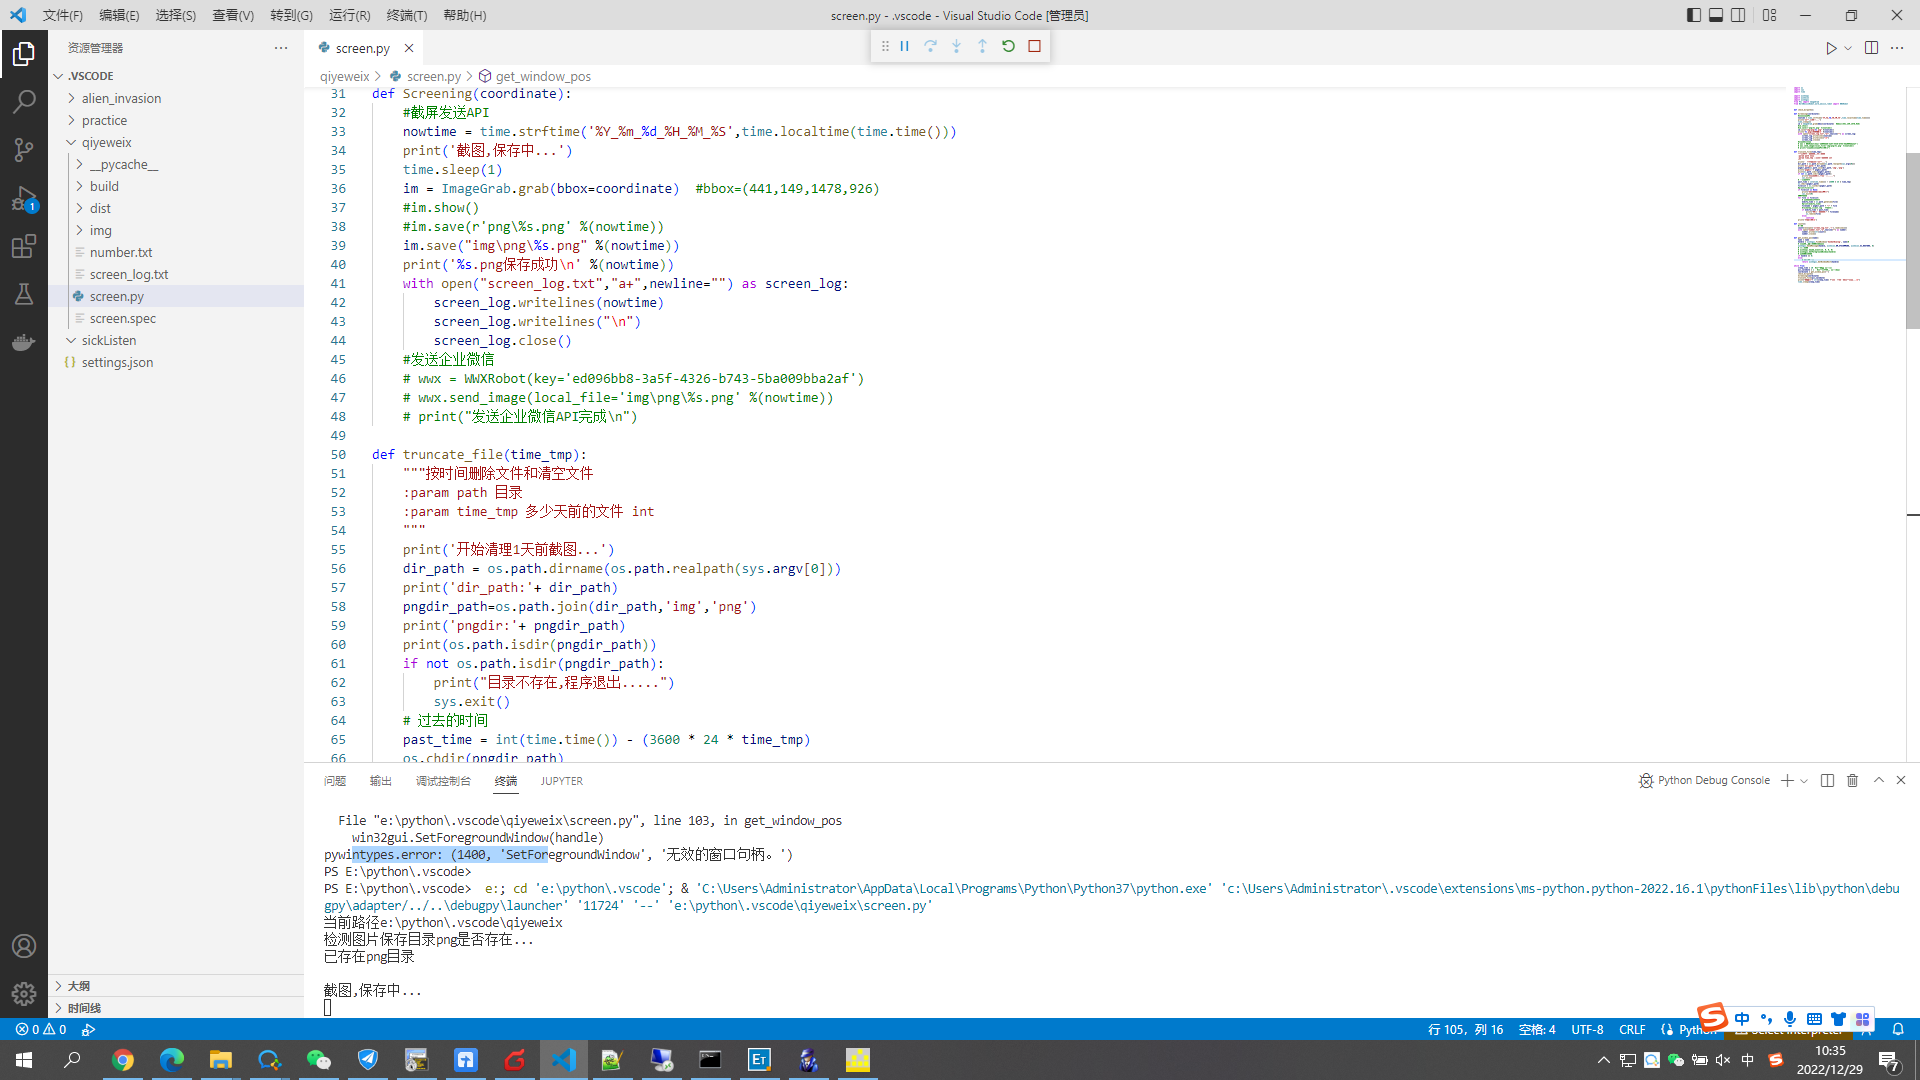 文件(F) 编辑(E) 选择(S) 查看(V) 转到(G) 运行(R) 终端(T) 帮助(H)
screen.py - .vscode - Visual Studio Code [管理员]
资源管理器
.VSCODE
alien_invasion
practice
qiyeweix
__pycache__
build
dist
img
number.txt
screen_log.txt
screen.py
screen.spec
sickListen
settings.json
大纲
时间线
1
screen.py
qiyeweix > screen.py > get_window_pos
31 def Screening(coordinate):
32 #截屏发送API
33 nowtime = time.strftime('%Y_%m_%d_%H_%M_%S',time.localtime(time.time()))
34 print('截图,保存中...')
35 time.sleep(1)
36 im = ImageGrab.grab(bbox=coordinate)  #bbox=(441,149,1478,926)
37 #im.show()
38 #im.save(r'png\%s.png' %(nowtime))
39 im.save("img\png\%s.png" %(nowtime))
40 print('%s.png保存成功\n' %(nowtime))
41 with open("screen_log.txt","a+",newline="") as screen_log:
42 screen_log.writelines(nowtime)
43 screen_log.writelines("\n")
44 screen_log.close()
45 #发送企业微信
46 # wwx = WWXRobot(key='ed096bb8-3a5f-4326-b743-5ba009bba2af')
47 # wwx.send_image(local_file='img\png\%s.png' %(nowtime))
48 # print("发送企业微信API完成\n")
49
50 def truncate_file(time_tmp):
51 """按时间删除文件和清空文件
52 :param path 目录
53 :param time_tmp 多少天前的文件 int
54 """
55 print('开始清理1天前截图...')
56 dir_path = os.path.dirname(os.path.realpath(sys.argv[0]))
57 print('dir_path:'+ dir_path)
58 pngdir_path=os.path.join(dir_path,'img','png')
59 print('pngdir:'+ pngdir_path)
60 print(os.path.isdir(pngdir_path))
61 if not os.path.isdir(pngdir_path):
62 print("目录不存在,程序退出.....")
63 sys.exit()
64 # 过去的时间
65 past_time = int(time.time()) - (3600 * 24 * time_tmp)
66 os.chdir(pngdir_path)
问题 输出 调试控制台 终端 JUPYTER
Python Debug Console
File "e:\python\.vscode\qiyeweix\screen.py", line 103, in get_window_pos
win32gui.SetForegroundWindow(handle)
pywintypes.error: (1400, 'SetForegroundWindow', '无效的窗口句柄。')
PS E:\python\.vscode>
PS E:\python\.vscode>  e:; cd 'e:\python\.vscode'; & 'C:\Users\Administrator\AppData\Local\Programs\Python\Python37\python.exe' 'c:\Users\Administrator\.vscode\extensions\ms-python.python-2022.16.1\pythonFiles\lib\python\debu
gpy\adapter/../..\debugpy\launcher' '11724' '--' 'e:\python\.vscode\qiyeweix\screen.py'
当前路径e:\python\.vscode\qiyeweix
检测图片保存目录png是否存在...
已存在png目录
截图,保存中...
0 0
行 105, 列 16 空格: 4 UTF-8 CRLF
中
中
10:35
2022/12/29
7